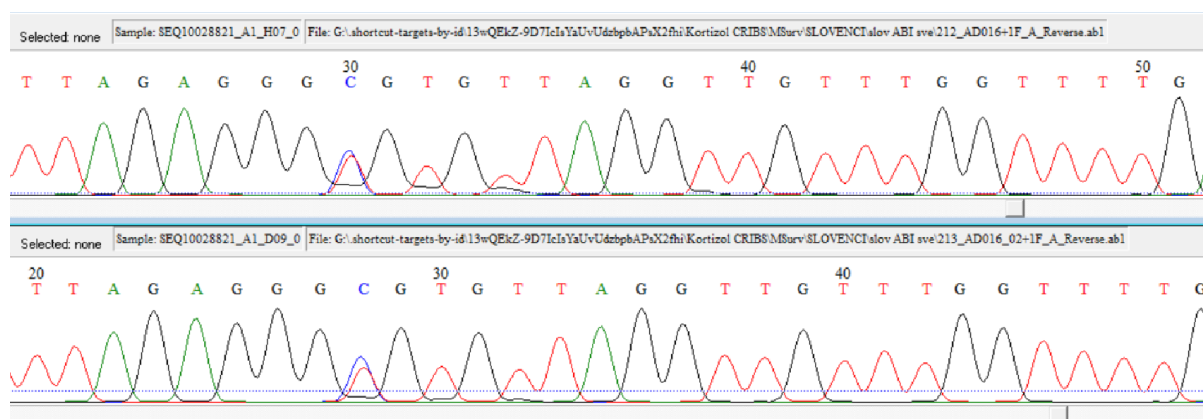 Selected: none Sample: SEQ10028821_A1_H07_0 File: G:\.shortcut-targets-by-id\13wQEkZ-9D7IcIsYaUvUdzbpbAPsX2fhi\Kortizol CRIBS\MSurv\SLOVENCI\slov ABI sve\212_AD016+1F_A_Reverse.ab1
30 40 50
T T A G A G G G C G T G T T A G G T T G T T T G G T T T T G
Selected: none Sample: SEQ10028821_A1_D09_0 File: G:\.shortcut-targets-by-id\13wQEkZ-9D7IcIsYaUvUdzbpbAPsX2fhi\Kortizol CRIBS\MSurv\SLOVENCI\slov ABI sve\213_AD016_02+1F_A_Reverse.ab1
20 30 40
T T A G A G G G C G T G T T A G G T T G T T T G G T T T T G